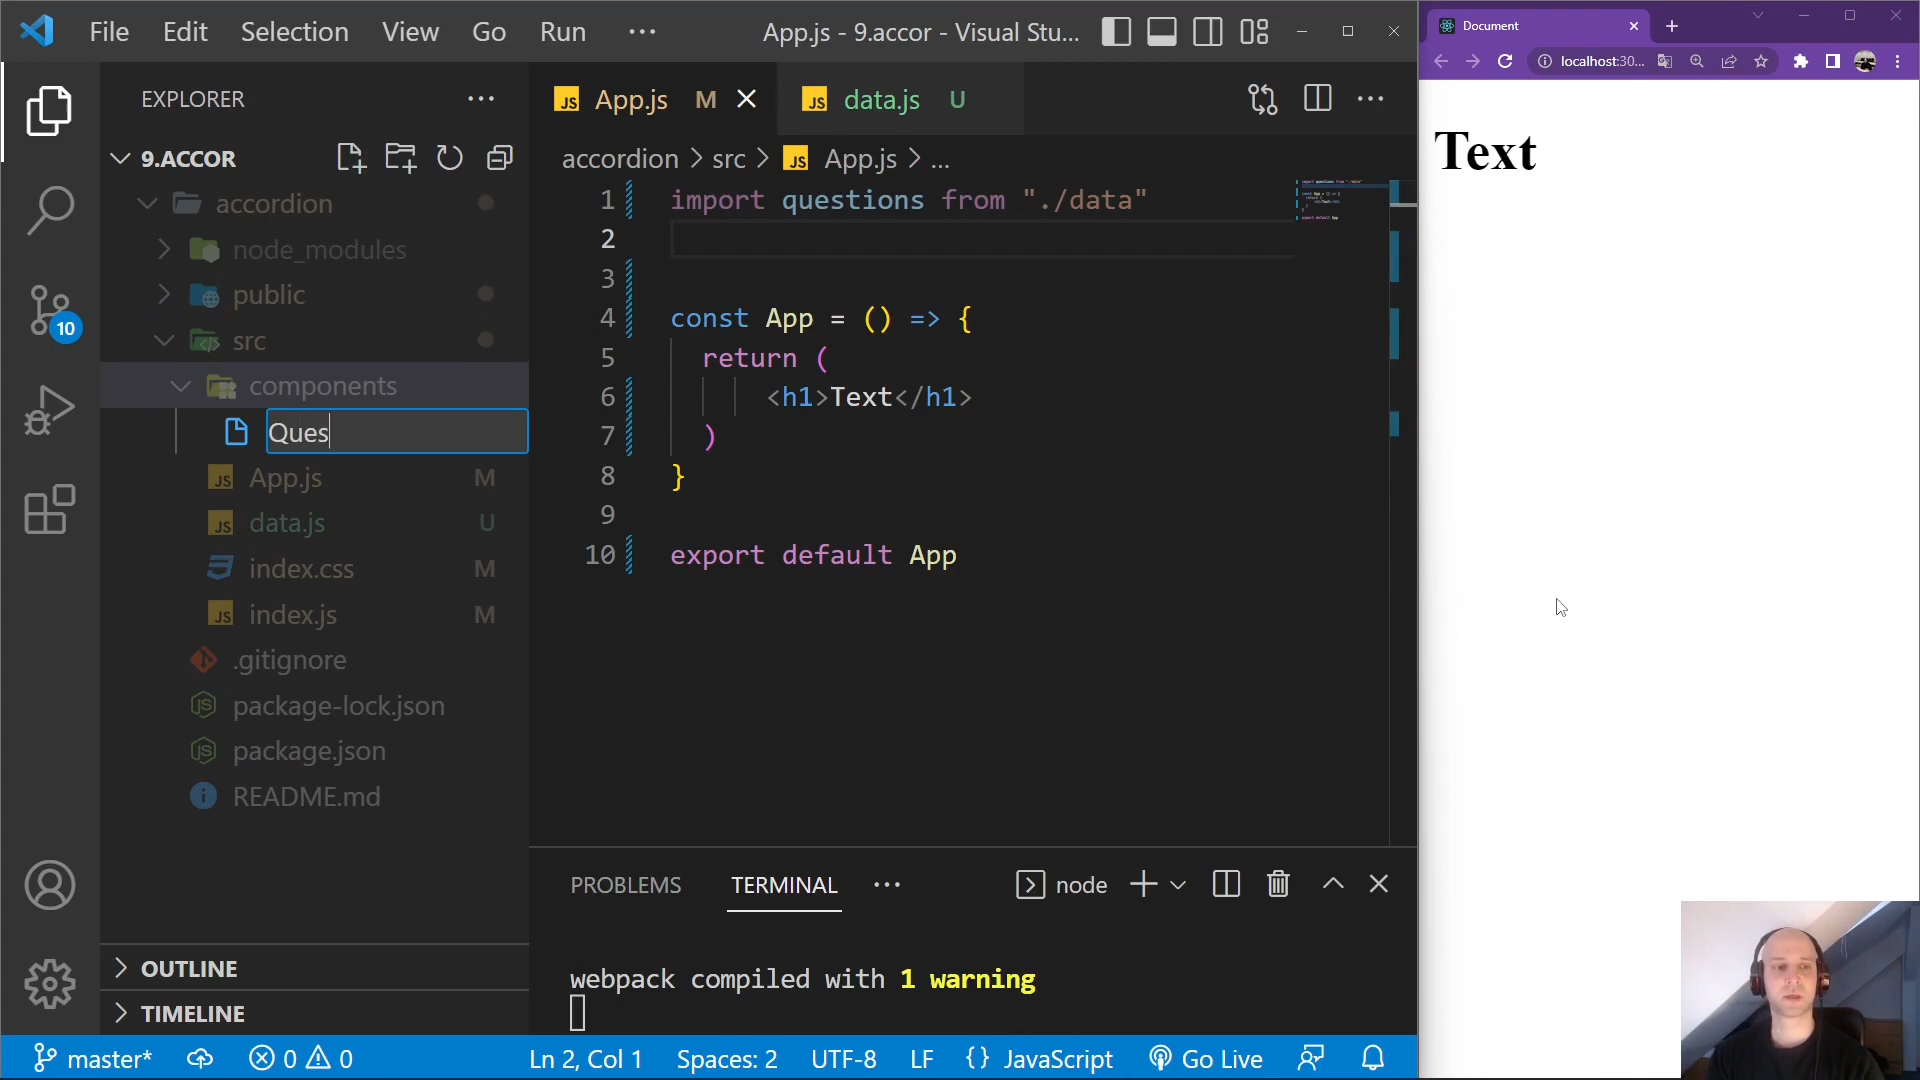 File Edit Selection View Go Run ... App.js - 9.accor - Visual Stu...
EXPLORER
9.ACCOR
accordion
node_modules
public
src
components
Ques
App.js M
data.js U
index.css M
index.js M
.gitignore
package-lock.json
package.json
README.md
OUTLINE
TIMELINE
10
App.js M
data.js U
accordion > src > App.js > ...
1 import questions from "./data"
2
3
4 const App = () => {
5 return (
6 <h1>Text</h1>
7 )
8 }
9
10 export default App
PROBLEMS TERMINAL ... node
webpack compiled with 1 warning
master* 0 0 Ln 2, Col 1 Spaces: 2 UTF-8 LF {} JavaScript Go Live
Document
localhost:30...
Text